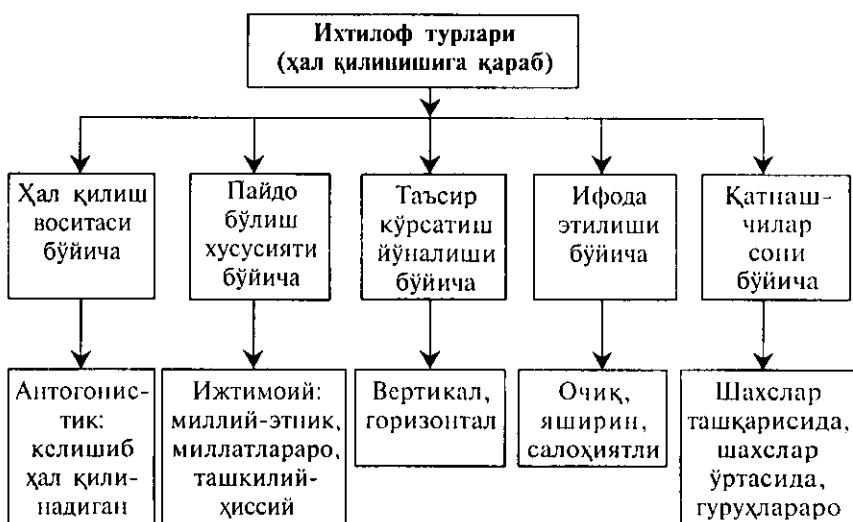 Ихтилоф турлари
(ҳал қилинишига қараб)
Ҳал қилиш
воситаси
бўйича
Пайдо
бўлиш
хусусияти
бўйича
Таъсир
кўрсатиш
йўналиши
бўйича
Ифода
этилиши
бўйича
Қатнаш-
чилар
сони
бўйича
Антогонис-
тик:
кслишиб
ҳал қили-
надиган
Ижтимоий:
миллий-этник,
миллатлараро,
ташкилий-
ҳиссий
Вертикал,
горизонтал
Очиқ,
яширин,
салоҳиятли
Шахслар
ташқарисида,
шахслар
ўртасида,
гуруҳлараро